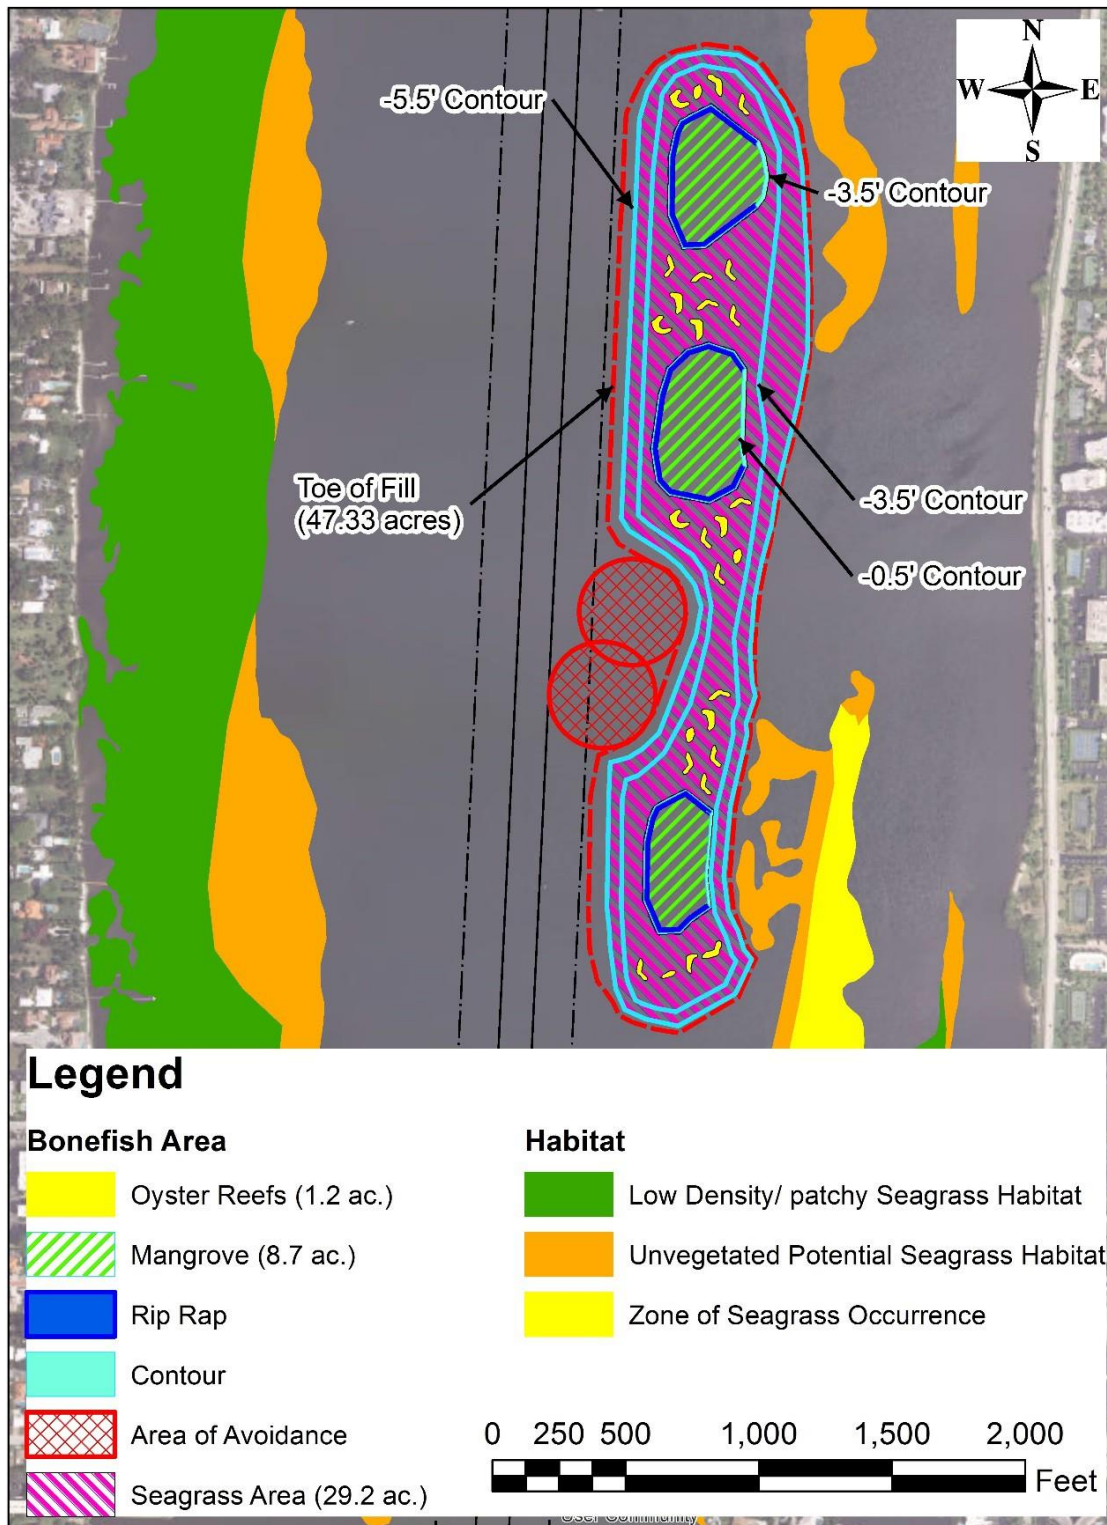 N
W E
S
-5.5' Contour
-3.5' Contour
Toe of Fill
(47.33 acres)
-3.5' Contour
-0.5' Contour
Legend
Bonefish Area
Oyster Reefs (1.2 ac.)
Mangrove (8.7 ac.)
Rip Rap
Contour
Area of Avoidance
Seagrass Area (29.2 ac.)
Habitat
Low Density/ patchy Seagrass Habitat
Unvegetated Potential Seagrass Habitat
Zone of Seagrass Occurrence
0 250 500 1,000 1,500 2,000
Feet
User Community